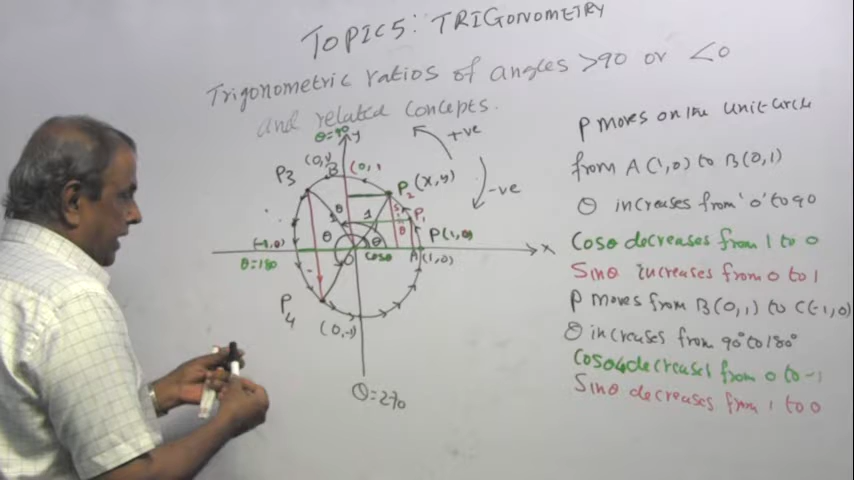 TOPIC 5: TRIGONOMETRY
Trigonometric ratios of angles >90 or <0
and related concepts.
+ve
-ve
θ=90
y
(0,1)
B
P3
P2 (x,y)
P1
P(1,0)
θ
1
θ
θ
θ
(-1,0)
θ=180
O
cosθ
A (1,0)
x
P4
(0,-1)
θ=270
P moves on the unit circle
from A(1,0) to B(0,1)
θ increases from '0' to 90
Cosθ decreases from 1 to 0
Sinθ increases from 0 to 1
P moves from B(0,1) to C(-1,0)
θ increases from 90° to 180°
Cosθ decreases from 0 to -1
Sinθ decreases from 1 to 0